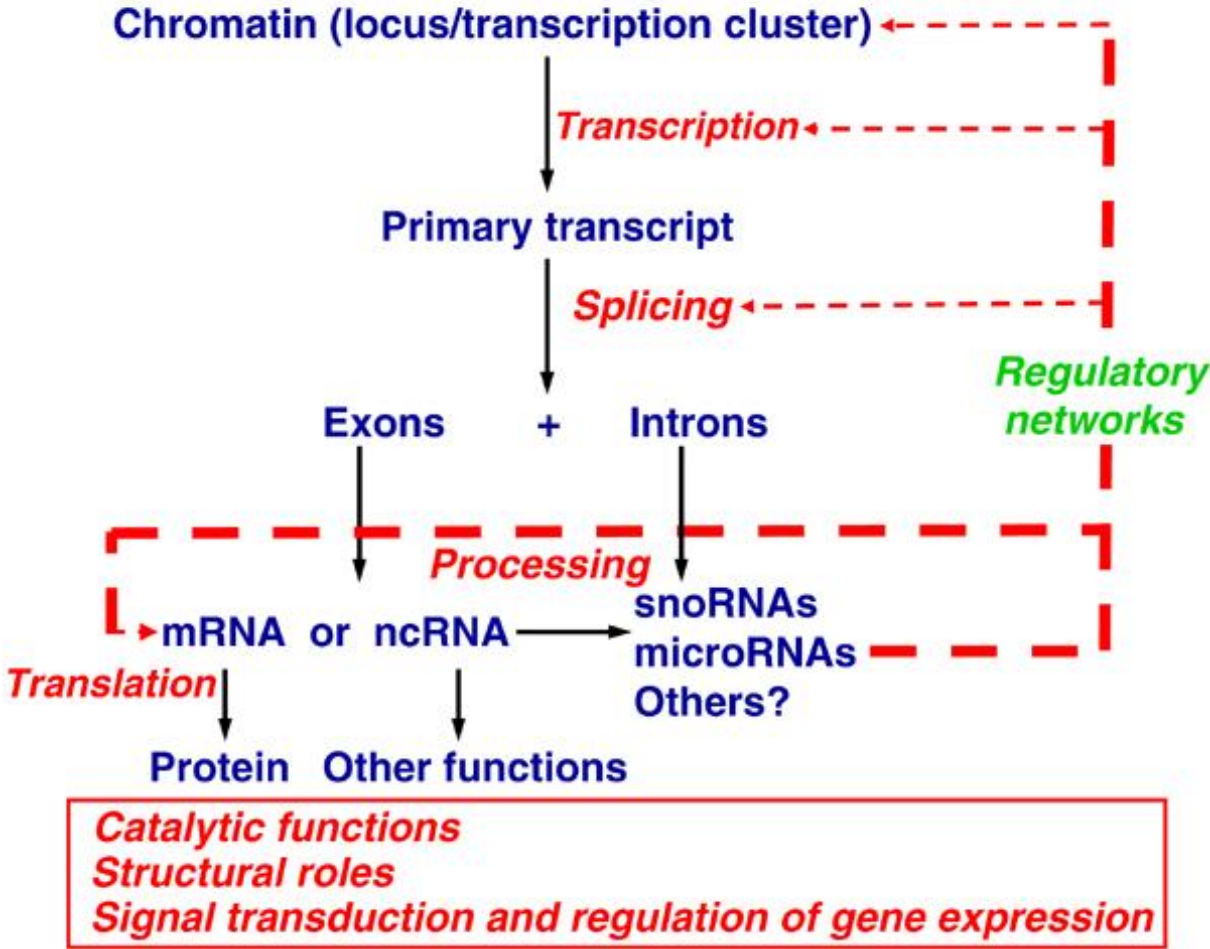 Chromatin (locus/transcription cluster)
Transcription
Primary transcript
Splicing
Regulatory
networks
Exons + Introns
Processing
snoRNAs
mRNA or ncRNA
microRNAs
Translation
Others?
Protein Other functions
Catalytic functions
Structural roles
Signal transduction and regulation of gene expression